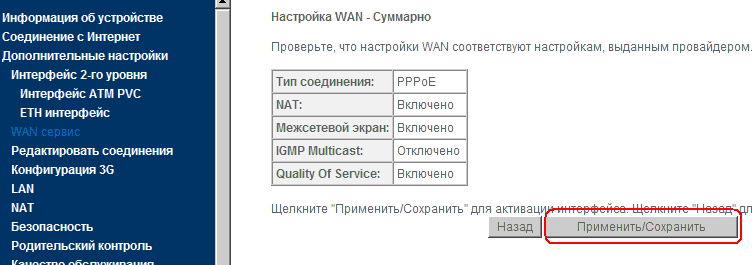 Информация об устройстве
Соединение с Интернет
Дополнительные настройки
Интерфейс 2-го уровня
Интерфейс ATM PVC
ETH интерфейс
WAN сервис
Редактировать соединения
Конфигурация 3G
LAN
NAT
Безопасность
Родительский контроль
Качество обслуживания
Настройка WAN - Суммарно
Проверьте, что настройки WAN соответствуют настройкам, выданным провайдером.
Тип соединения: PPPoE
NAT: Включено
Межсетевой экран: Включено
IGMP Multicast: Отключено
Quality Of Service: Включено
Щелкните "Применить/Сохранить" для активации интерфейса. Щелкните "Назад" дл
Назад Применить/Сохранить